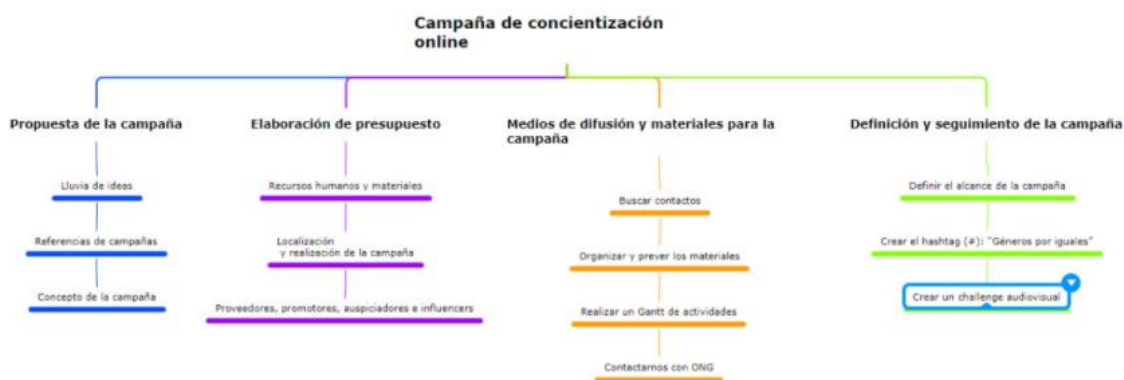 Campaña de concientización
online
Propuesta de la campaña
Lluvia de ideas
Referencias de campañas
Concepto de la campaña
Elaboración de presupuesto
Recursos humanos y materiales
Localización
y realización de la campaña
Proveedores, promotores, auspiciadores e influencers
Medios de difusión y materiales para la
campaña
Buscar contactos
Organizar y prever los materiales
Realizar un Gantt de actividades
Contactarnos con ONG
Definición y seguimiento de la campaña
Definir el alcance de la campaña
Crear el hashtag (#): "Géneros por iguales"
Crear un challenge audiovisual